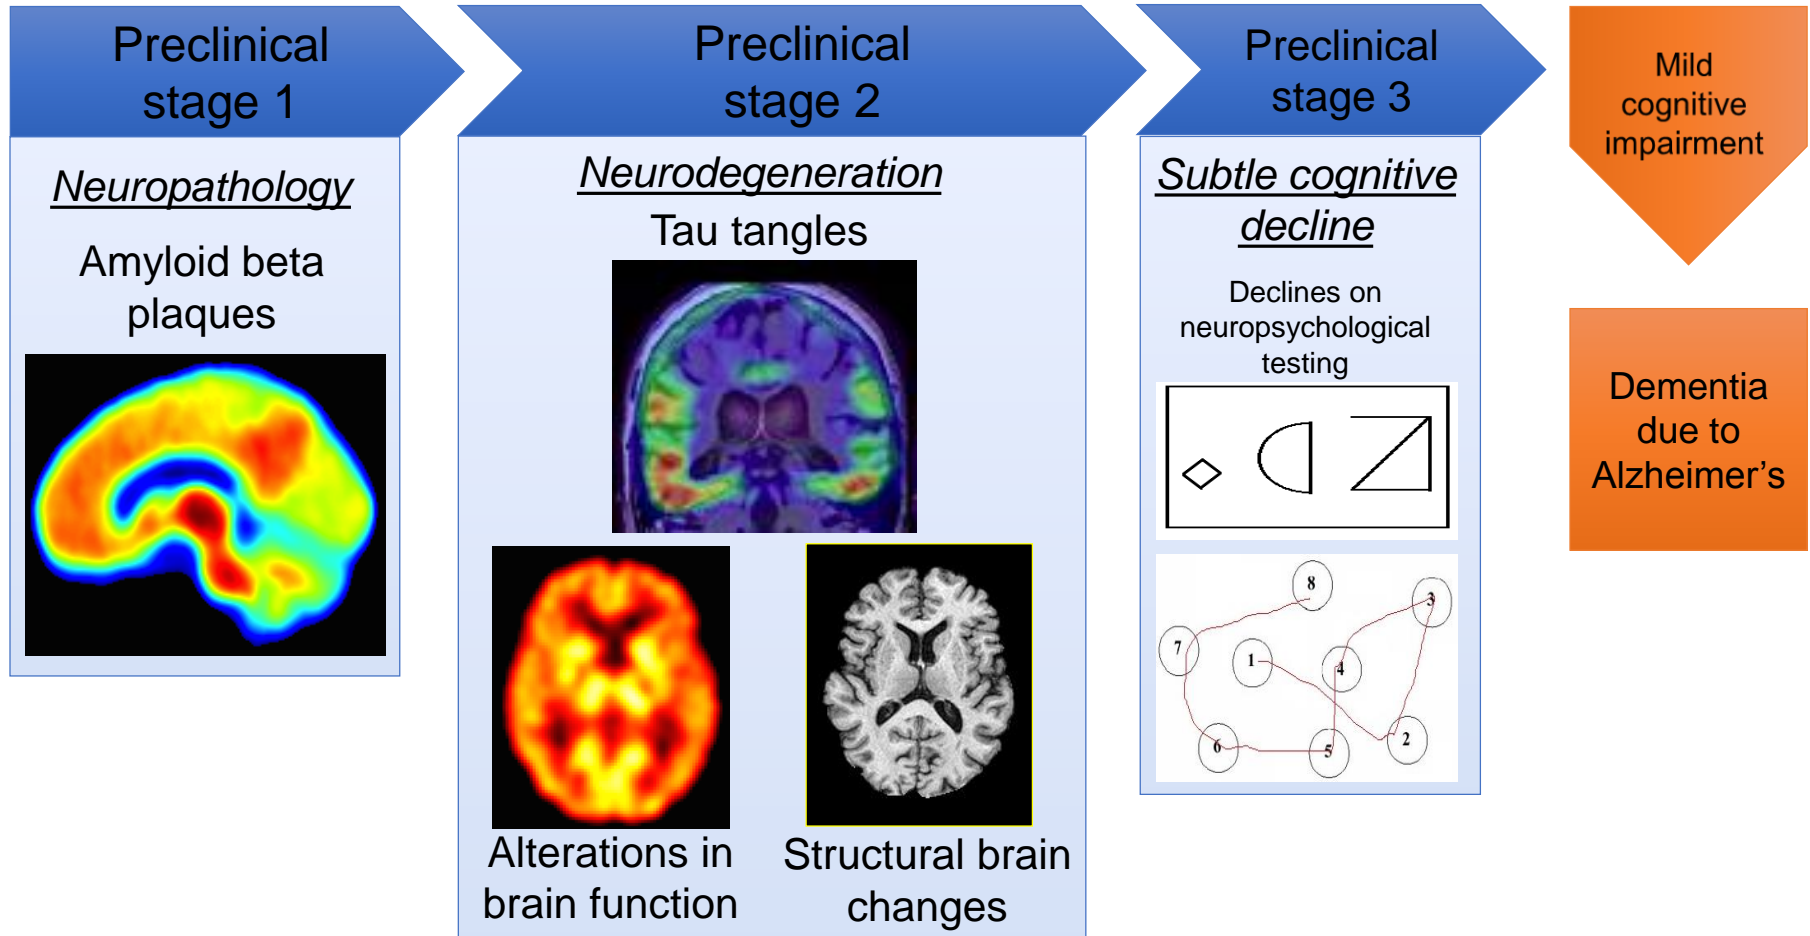 Preclinical
stage 1
Neuropathology
Amyloid beta
plaques
Preclinical
stage 2
Neurodegeneration
Tau tangles
Alterations in
brain function
Structural brain
changes
Preclinical
stage 3
Subtle cognitive
decline
Declines on
neuropsychological
testing
8
3
7
1
4
6
5
2
Mild
cognitive
impairment
Dementia
due to
Alzheimer’s